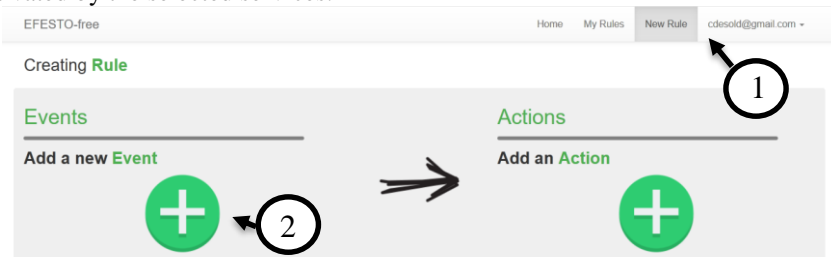 EFESTO-free Home My Rules New Rule cdesold@gmail.com
Creating Rule
1
Events Actions
Add a new Event Add an Action
2